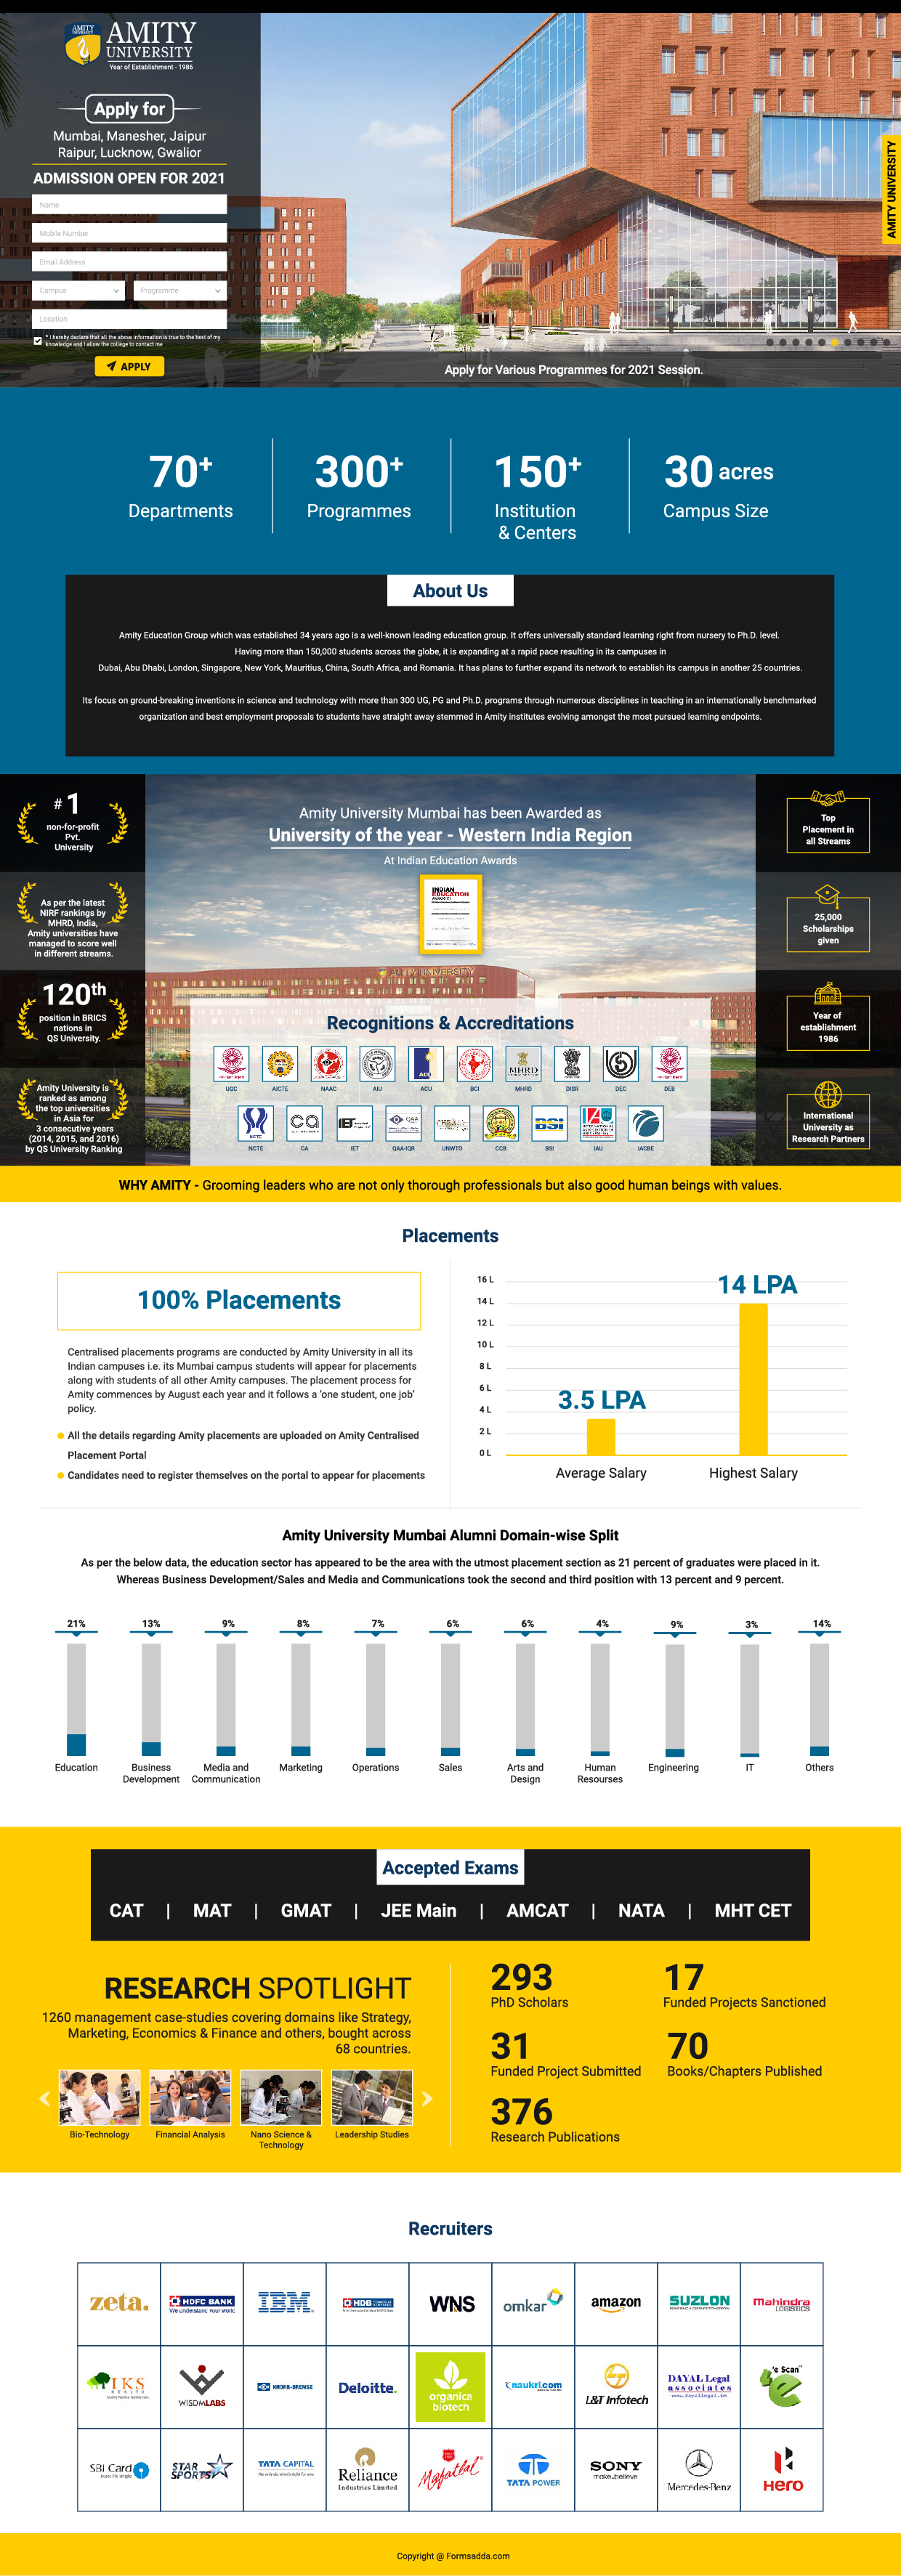 AMITY
UNIVERSITY
Year of Establishment - 1986
Apply for
Mumbai, Manesher, Jaipur
Raipur, Lucknow, Gwalior
ADMISSION OPEN FOR 2021
Name
Mobile Number
Email Address
Campus
Programme
Location
* I hereby declare that all the above information is true to the best of my
knowledge and I allow the college to contact me
APPLY
AMITY UNIVERSITY
Apply for Various Programmes for 2021 Session.
70+
Departments
300+
Programmes
150+
Institution
& Centers
30 acres
Campus Size
About Us
Amity Education Group which was established 34 years ago is a well-known leading education group. It offers universally standard learning right from nursery to Ph.D. level.
Having more than 150,000 students across the globe, it is expanding at a rapid pace resulting in its campuses in
Dubai, Abu Dhabi, London, Singapore, New York, Mauritius, China, South Africa, and Romania. It has plans to further expand its network to establish its campus in another 25 countries.
Its focus on ground-breaking inventions in science and technology with more than 300 UG, PG and Ph.D. programs through numerous disciplines in teaching in an internationally benchmarked
organization and best employment proposals to students have straight away stemmed in Amity institutes evolving amongst the most pursued learning endpoints.
# 1
non-for-profit
Pvt.
University
As per the latest
NIRF rankings by
MHRD, India,
Amity universities have
managed to score well
in different streams.
120th
position in BRICS
nations in
QS University.
Amity University is
ranked as among
the top universities
in Asia for
3 consecutive years
(2014, 2015, and 2016)
by QS University Ranking
Amity University Mumbai has been Awarded as
University of the year - Western India Region
At Indian Education Awards
INDIAN
EDUCATION
AWARDS
AMITY UNIVERSITY
Recognitions & Accreditations
UGC
AICTE
NAAC
AIU
ACU
BCI
MHRD
DISR
DEC
DEB
NCTE
CA
IET
QAA-IQR
UNWTO
CCB
BSI
IAU
IACBE
Top
Placement in
all Streams
25,000
Scholarships
given
Year of
establishment
1986
International
University as
Research Partners
WHY AMITY - Grooming leaders who are not only thorough professionals but also good human beings with values.
Placements
100% Placements
Centralised placements programs are conducted by Amity University in all its
Indian campuses i.e. its Mumbai campus students will appear for placements
along with students of all other Amity campuses. The placement process for
Amity commences by August each year and it follows a 'one student, one job'
policy.
All the details regarding Amity placements are uploaded on Amity Centralised
Placement Portal
Candidates need to register themselves on the portal to appear for placements
16 L
14 L
12 L
10 L
8 L
6 L
4 L
2 L
0 L
3.5 LPA
14 LPA
Average Salary
Highest Salary
Amity University Mumbai Alumni Domain-wise Split
As per the below data, the education sector has appeared to be the area with the utmost placement section as 21 percent of graduates were placed in it.
Whereas Business Development/Sales and Media and Communications took the second and third position with 13 percent and 9 percent.
21%
13%
9%
8%
7%
6%
6%
4%
9%
3%
14%
Education
Business
Development
Media and
Communication
Marketing
Operations
Sales
Arts and
Design
Human
Resourses
Engineering
IT
Others
Accepted Exams
CAT | MAT | GMAT | JEE Main | AMCAT | NATA | MHT CET
RESEARCH SPOTLIGHT
1260 management case-studies covering domains like Strategy,
Marketing, Economics & Finance and others, bought across
68 countries.
Bio-Technology
Financial Analysis
Nano Science &
Technology
Leadership Studies
293
PhD Scholars
17
Funded Projects Sanctioned
31
Funded Project Submitted
70
Books/Chapters Published
376
Research Publications
Recruiters
zeta.
HDFC BANK
We understand your world
IBM
HDB
WNS
omkar
amazon
SUZLON
Mahindra
LOGISTICS
IKS
HEALTH
WISDMLABS
KNORR-BREMSE
Deloitte.
organica
biotech
naukri.com
L&T Infotech
DAYAL Legal
associates
e Scan
SBI Card
STAR
SPORTS
TATA CAPITAL
Reliance
Industries Limited
TATA POWER
SONY
make.believe
Mercedes-Benz
Hero
Copyright @ Formsadda.com